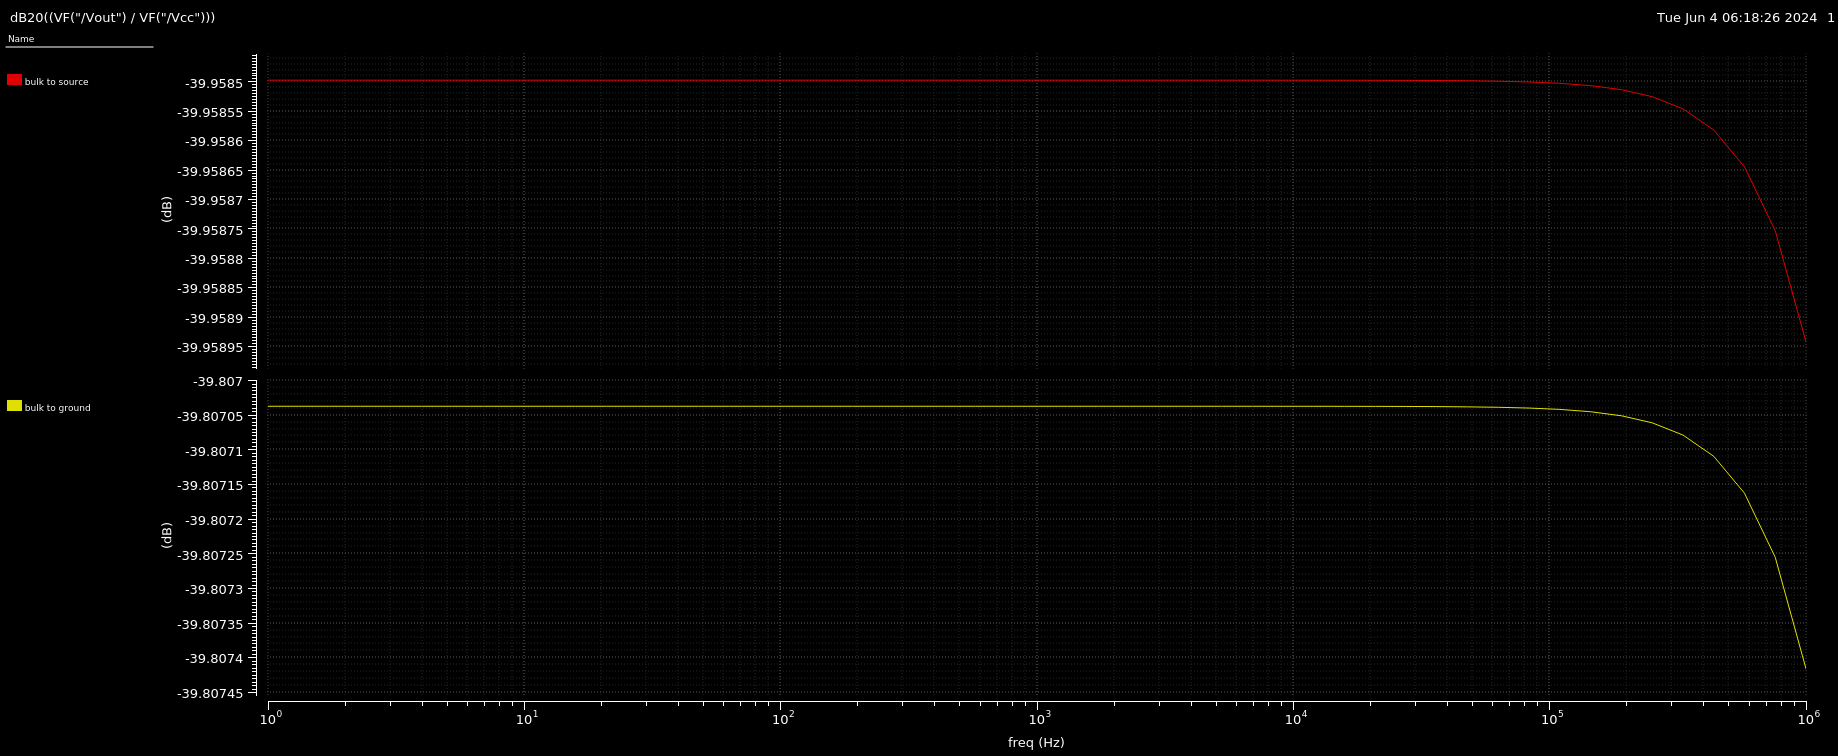 dB20((VF("/Vout") / VF("/Vcc")))
Tue Jun 4 06:18:26 2024 1
Name
bulk to source
-39.9585
-39.95855
-39.9586
-39.95865
-39.9587
-39.95875
-39.9588
-39.95885
-39.9589
-39.95895
(dB)
bulk to ground
-39.807
-39.80705
-39.8071
-39.80715
-39.8072
-39.80725
-39.8073
-39.80735
-39.8074
-39.80745
(dB)
10^0 10^1 10^2 10^3 10^4 10^5 10^6
freq (Hz)